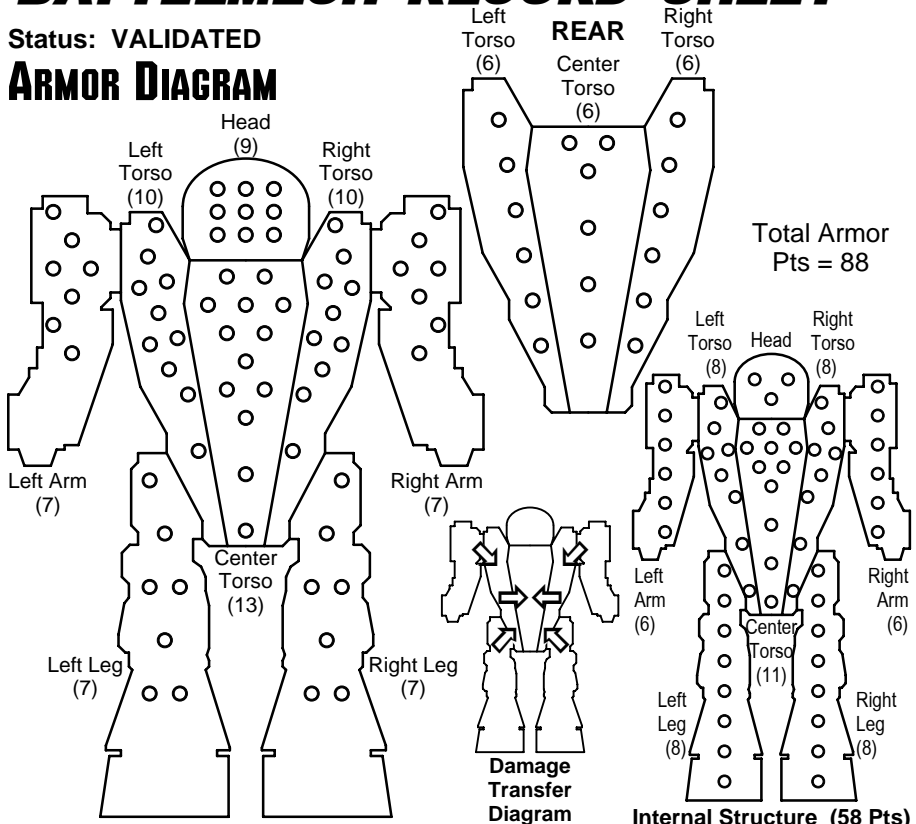 BATTLEMECH RECORD SHEET
Status: VALIDATED
ARMOR DIAGRAM
Left
Torso
(6)
REAR
Center
Torso
(6)
Right
Torso
(6)
Left
Torso
(10)
Head
(9)
Right
Torso
(10)
Total Armor
Pts = 88
Left Arm
(7)
Right Arm
(7)
Center
Torso
(13)
Left Leg
(7)
Right Leg
(7)
Damage
Transfer
Diagram
Left
Torso
(8)
Head
Right
Torso
(8)
Left
Arm
(6)
Right
Arm
(6)
Center
Torso
(11)
Left
Leg
(8)
Right
Leg
(8)
Internal Structure (58 Pts)